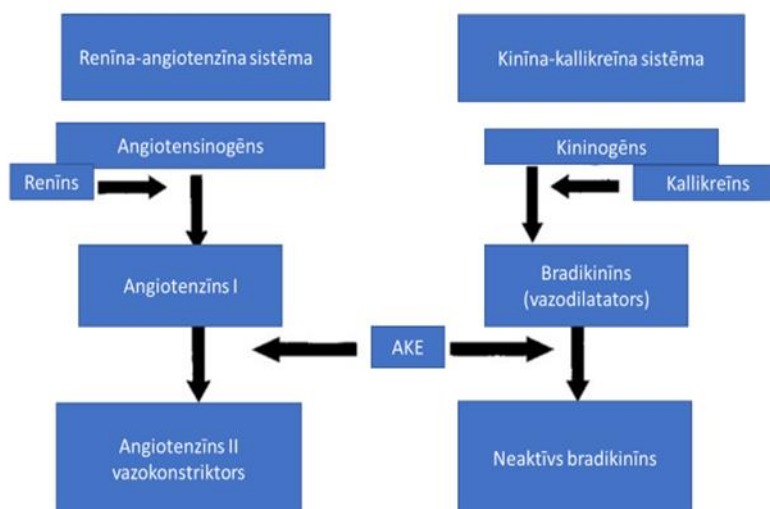 Renīna-angiotenzīna sistēma
Kinīna-kallikreīna sistēma
Angiotensinogēns
Kininogēns
Renīns
Kallikreīns
Angiotenzīns I
Bradikinīns
(vazodilatators)
AKE
Angiotenzīns II
vazokonstriktors
Neaktīvs bradikinīns